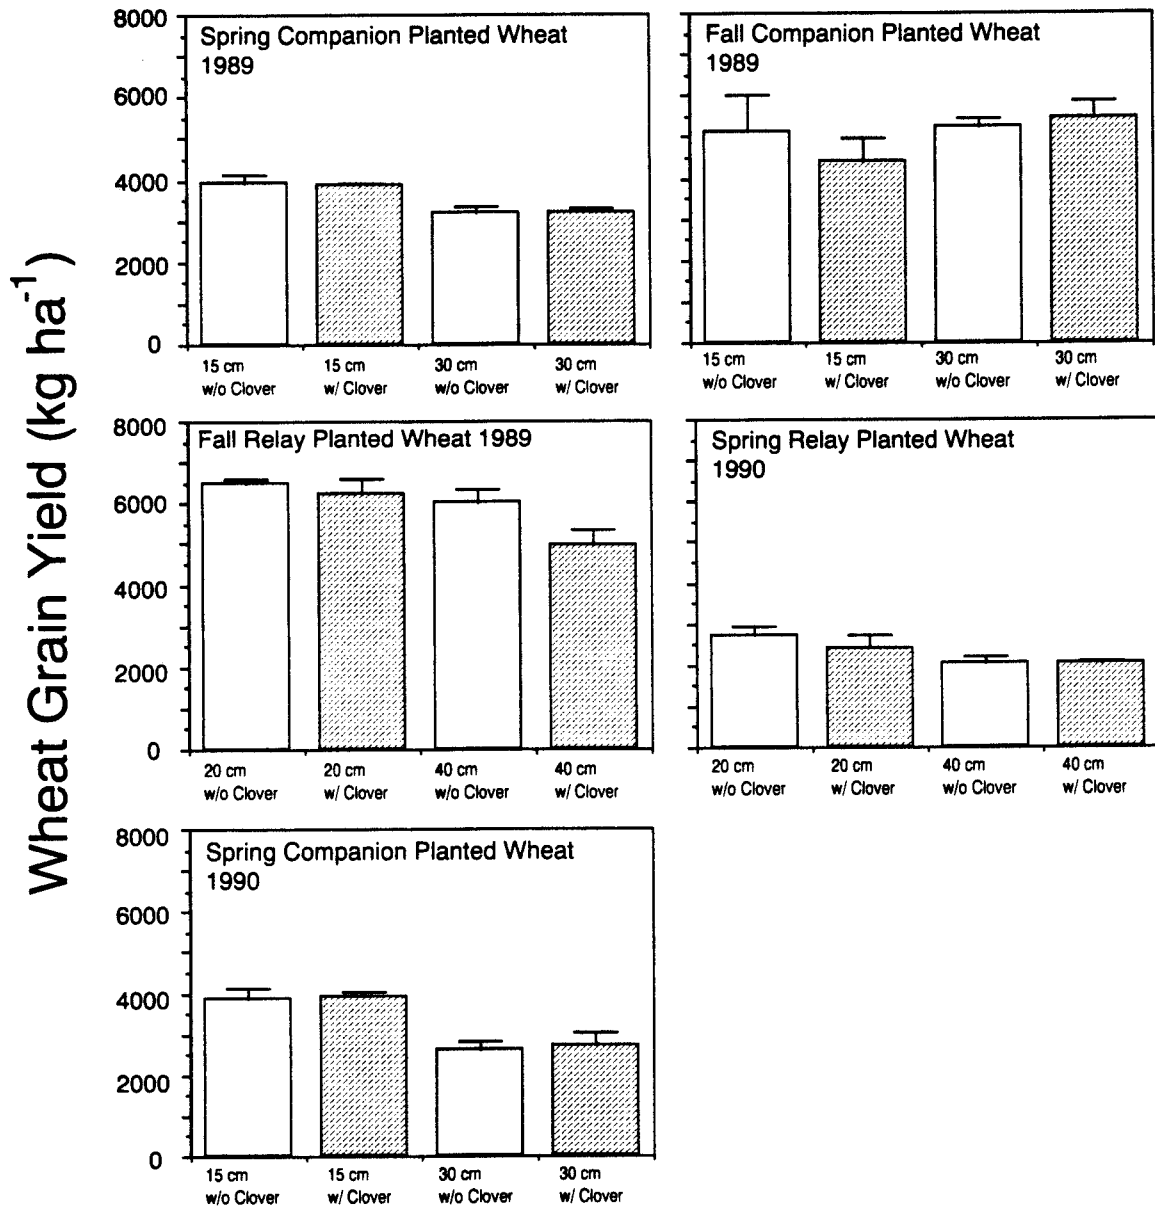 Wheat Grain Yield (kg ha-1)
Spring Companion Planted Wheat
1989
8000
6000
4000
2000
0
15 cm
w/o Clover
15 cm
w/ Clover
30 cm
w/o Clover
30 cm
w/ Clover
Fall Companion Planted Wheat
1989
15 cm
w/o Clover
15 cm
w/ Clover
30 cm
w/o Clover
30 cm
w/ Clover
Fall Relay Planted Wheat 1989
8000
6000
4000
2000
0
20 cm
w/o Clover
20 cm
w/ Clover
40 cm
w/o Clover
40 cm
w/ Clover
Spring Relay Planted Wheat
1990
20 cm
w/o Clover
20 cm
w/ Clover
40 cm
w/o Clover
40 cm
w/ Clover
Spring Companion Planted Wheat
1990
8000
6000
4000
2000
0
15 cm
w/o Clover
15 cm
w/ Clover
30 cm
w/o Clover
30 cm
w/ Clover